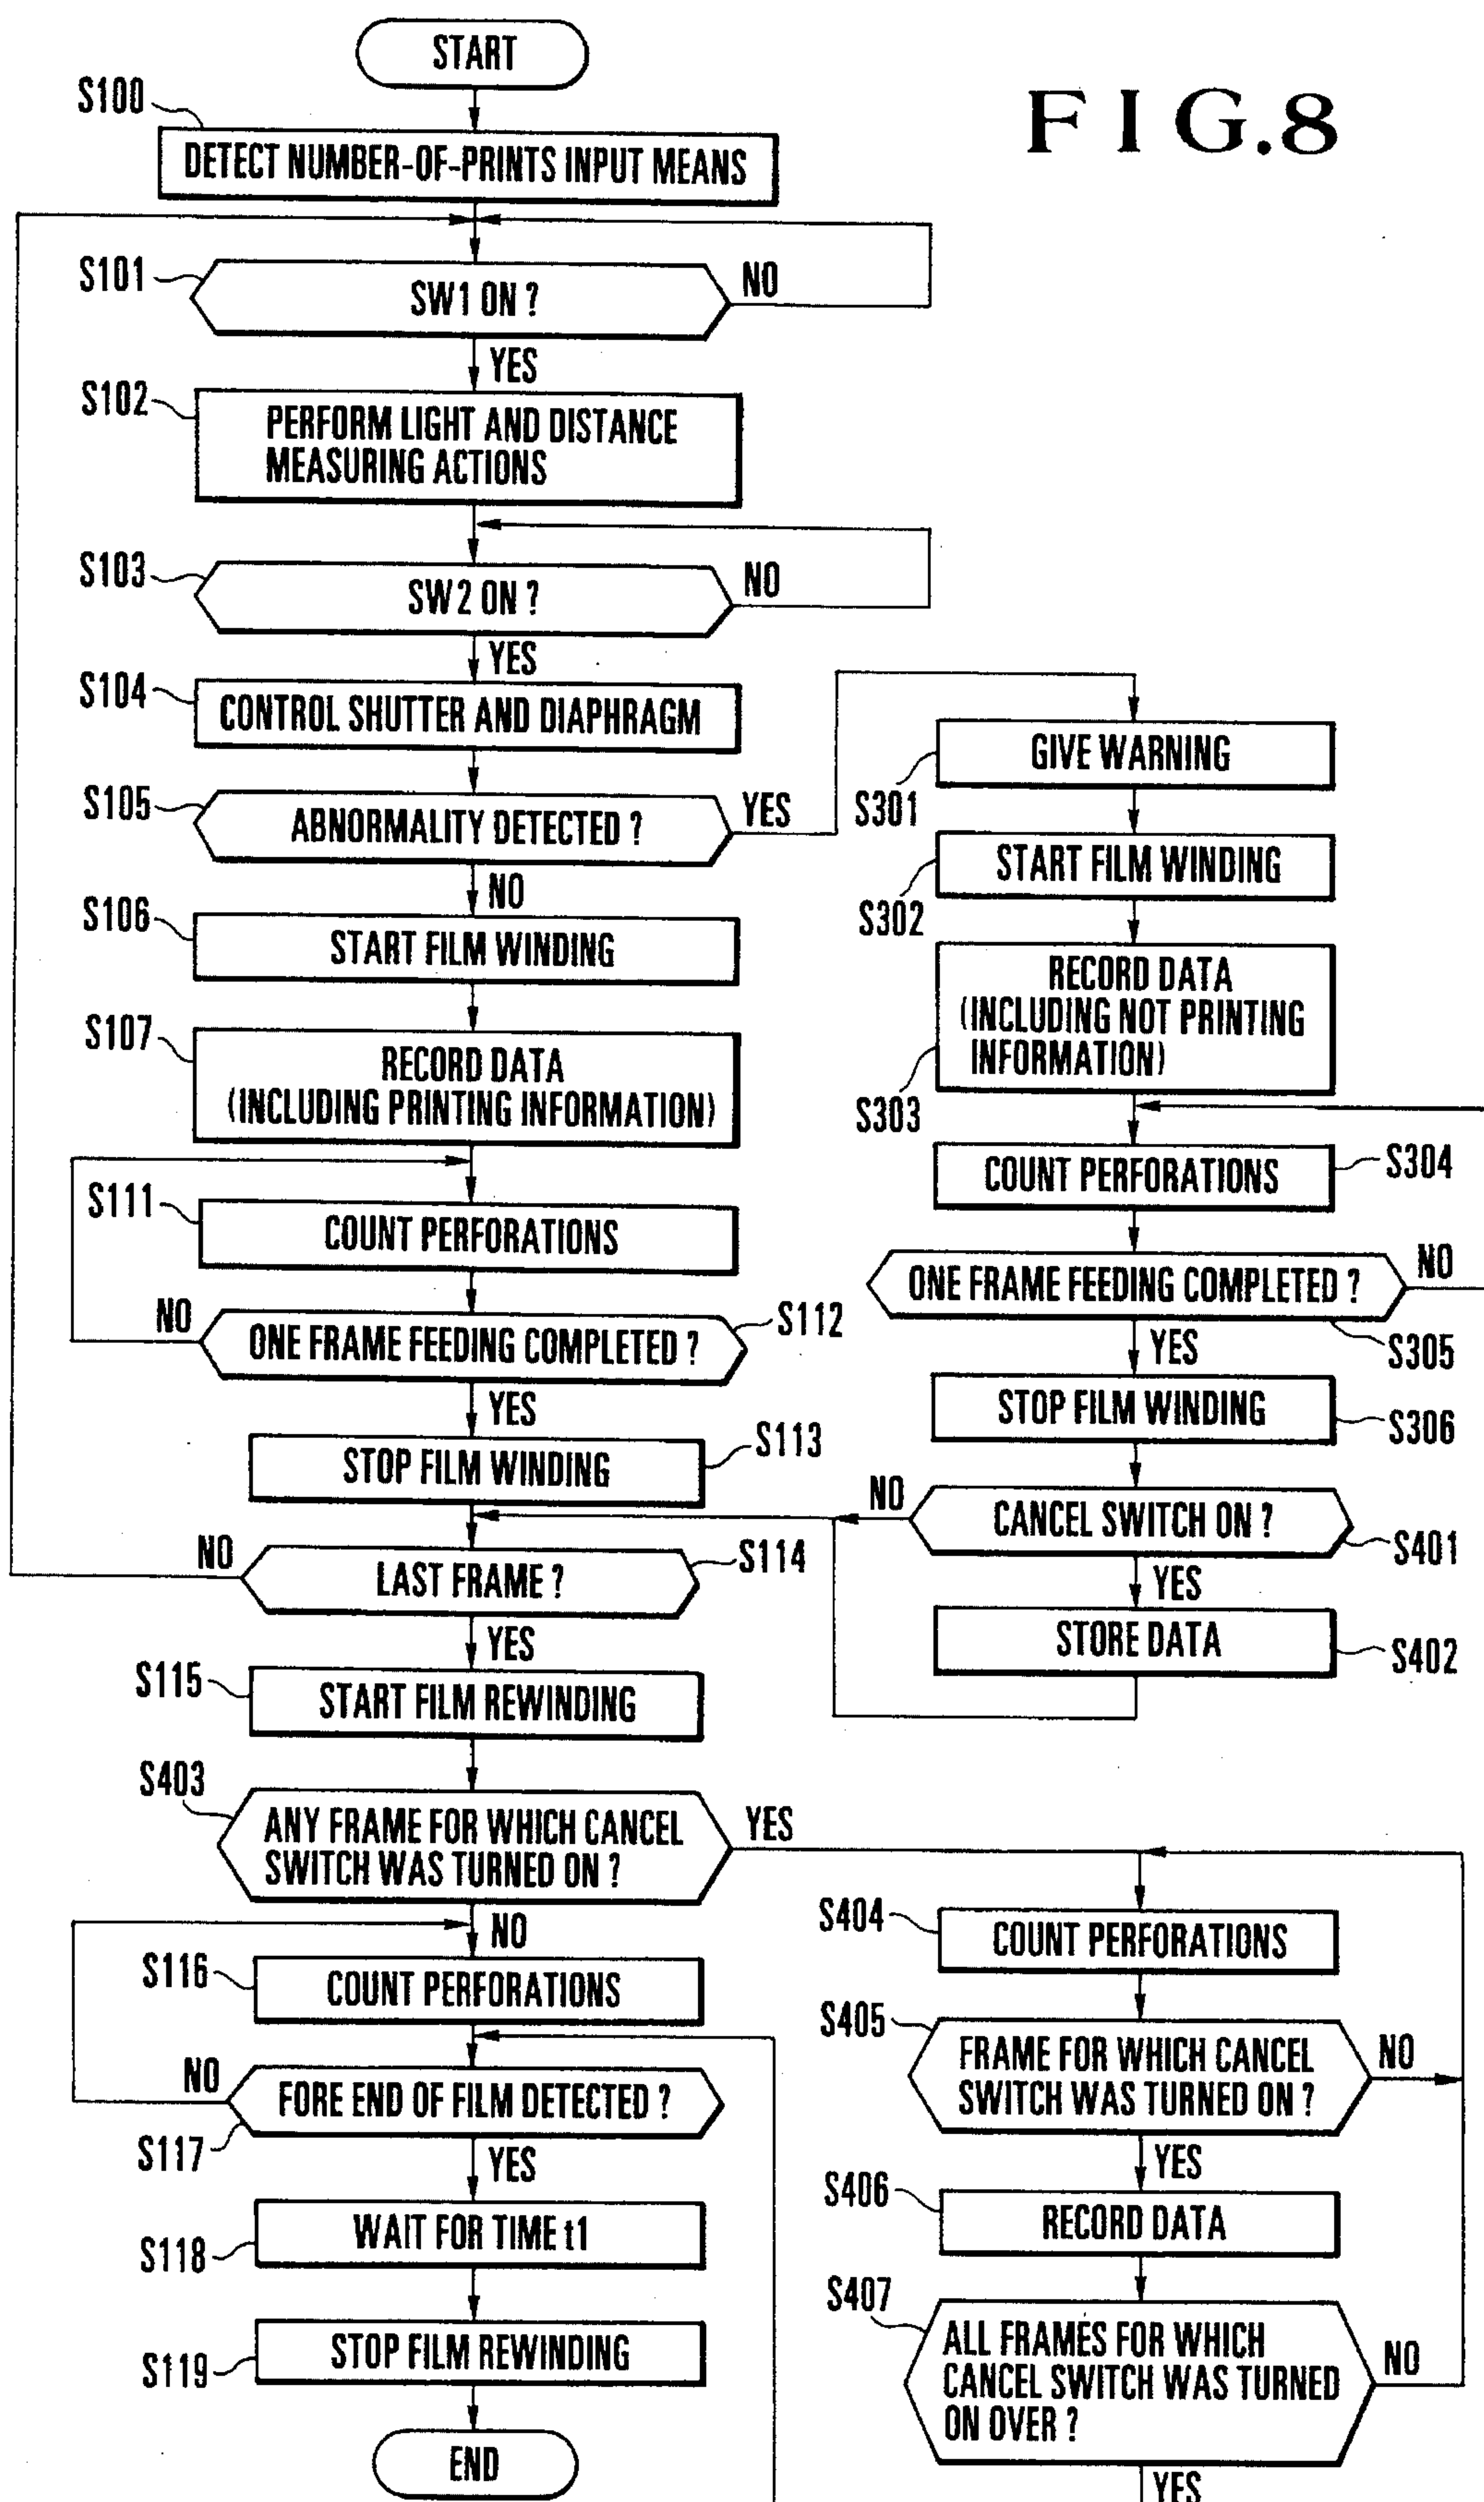 FIG.8
START
S100
DETECT NUMBER-OF-PRINTS INPUT MEANS
S101
SW1 ON ?
NO
YES
S102
PERFORM LIGHT AND DISTANCE
MEASURING ACTIONS
S103
SW2 ON ?
NO
YES
S104
CONTROL SHUTTER AND DIAPHRAGM
S105
ABNORMALITY DETECTED ?
YES
NO
S106
START FILM WINDING
S107
RECORD DATA
(INCLUDING PRINTING INFORMATION)
S111
COUNT PERFORATIONS
NO
ONE FRAME FEEDING COMPLETED ?
S112
YES
STOP FILM WINDING
S113
NO
LAST FRAME ?
S114
YES
S115
START FILM REWINDING
S403
ANY FRAME FOR WHICH CANCEL
SWITCH WAS TURNED ON ?
YES
NO
S116
COUNT PERFORATIONS
NO
FORE END OF FILM DETECTED ?
S117
YES
WAIT FOR TIME t1
S118
STOP FILM REWINDING
S119
END
GIVE WARNING
S301
START FILM WINDING
S302
RECORD DATA
(INCLUDING NOT PRINTING
INFORMATION)
S303
COUNT PERFORATIONS
S304
ONE FRAME FEEDING COMPLETED ?
NO
S305
YES
STOP FILM WINDING
S306
NO
CANCEL SWITCH ON ?
S401
YES
STORE DATA
S402
S404
COUNT PERFORATIONS
S405
FRAME FOR WHICH CANCEL
SWITCH WAS TURNED ON ?
NO
YES
S406
RECORD DATA
S407
ALL FRAMES FOR WHICH
CANCEL SWITCH WAS TURNED
ON OVER ?
NO
YES